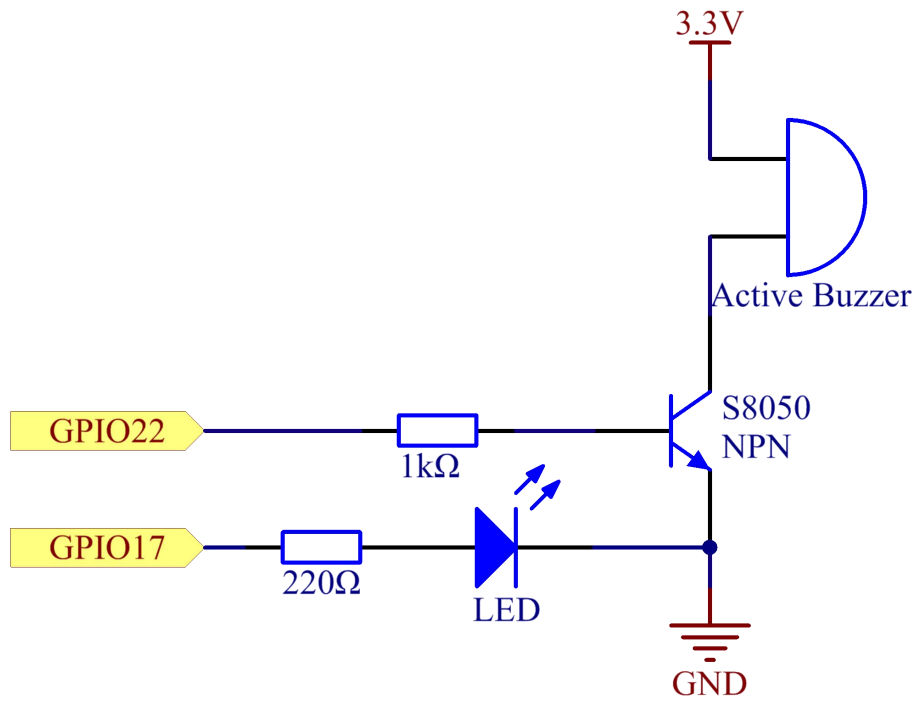 3.3V
Active Buzzer
S8050
NPN
GPIO22
1kΩ
GPIO17
220Ω
LED
GND